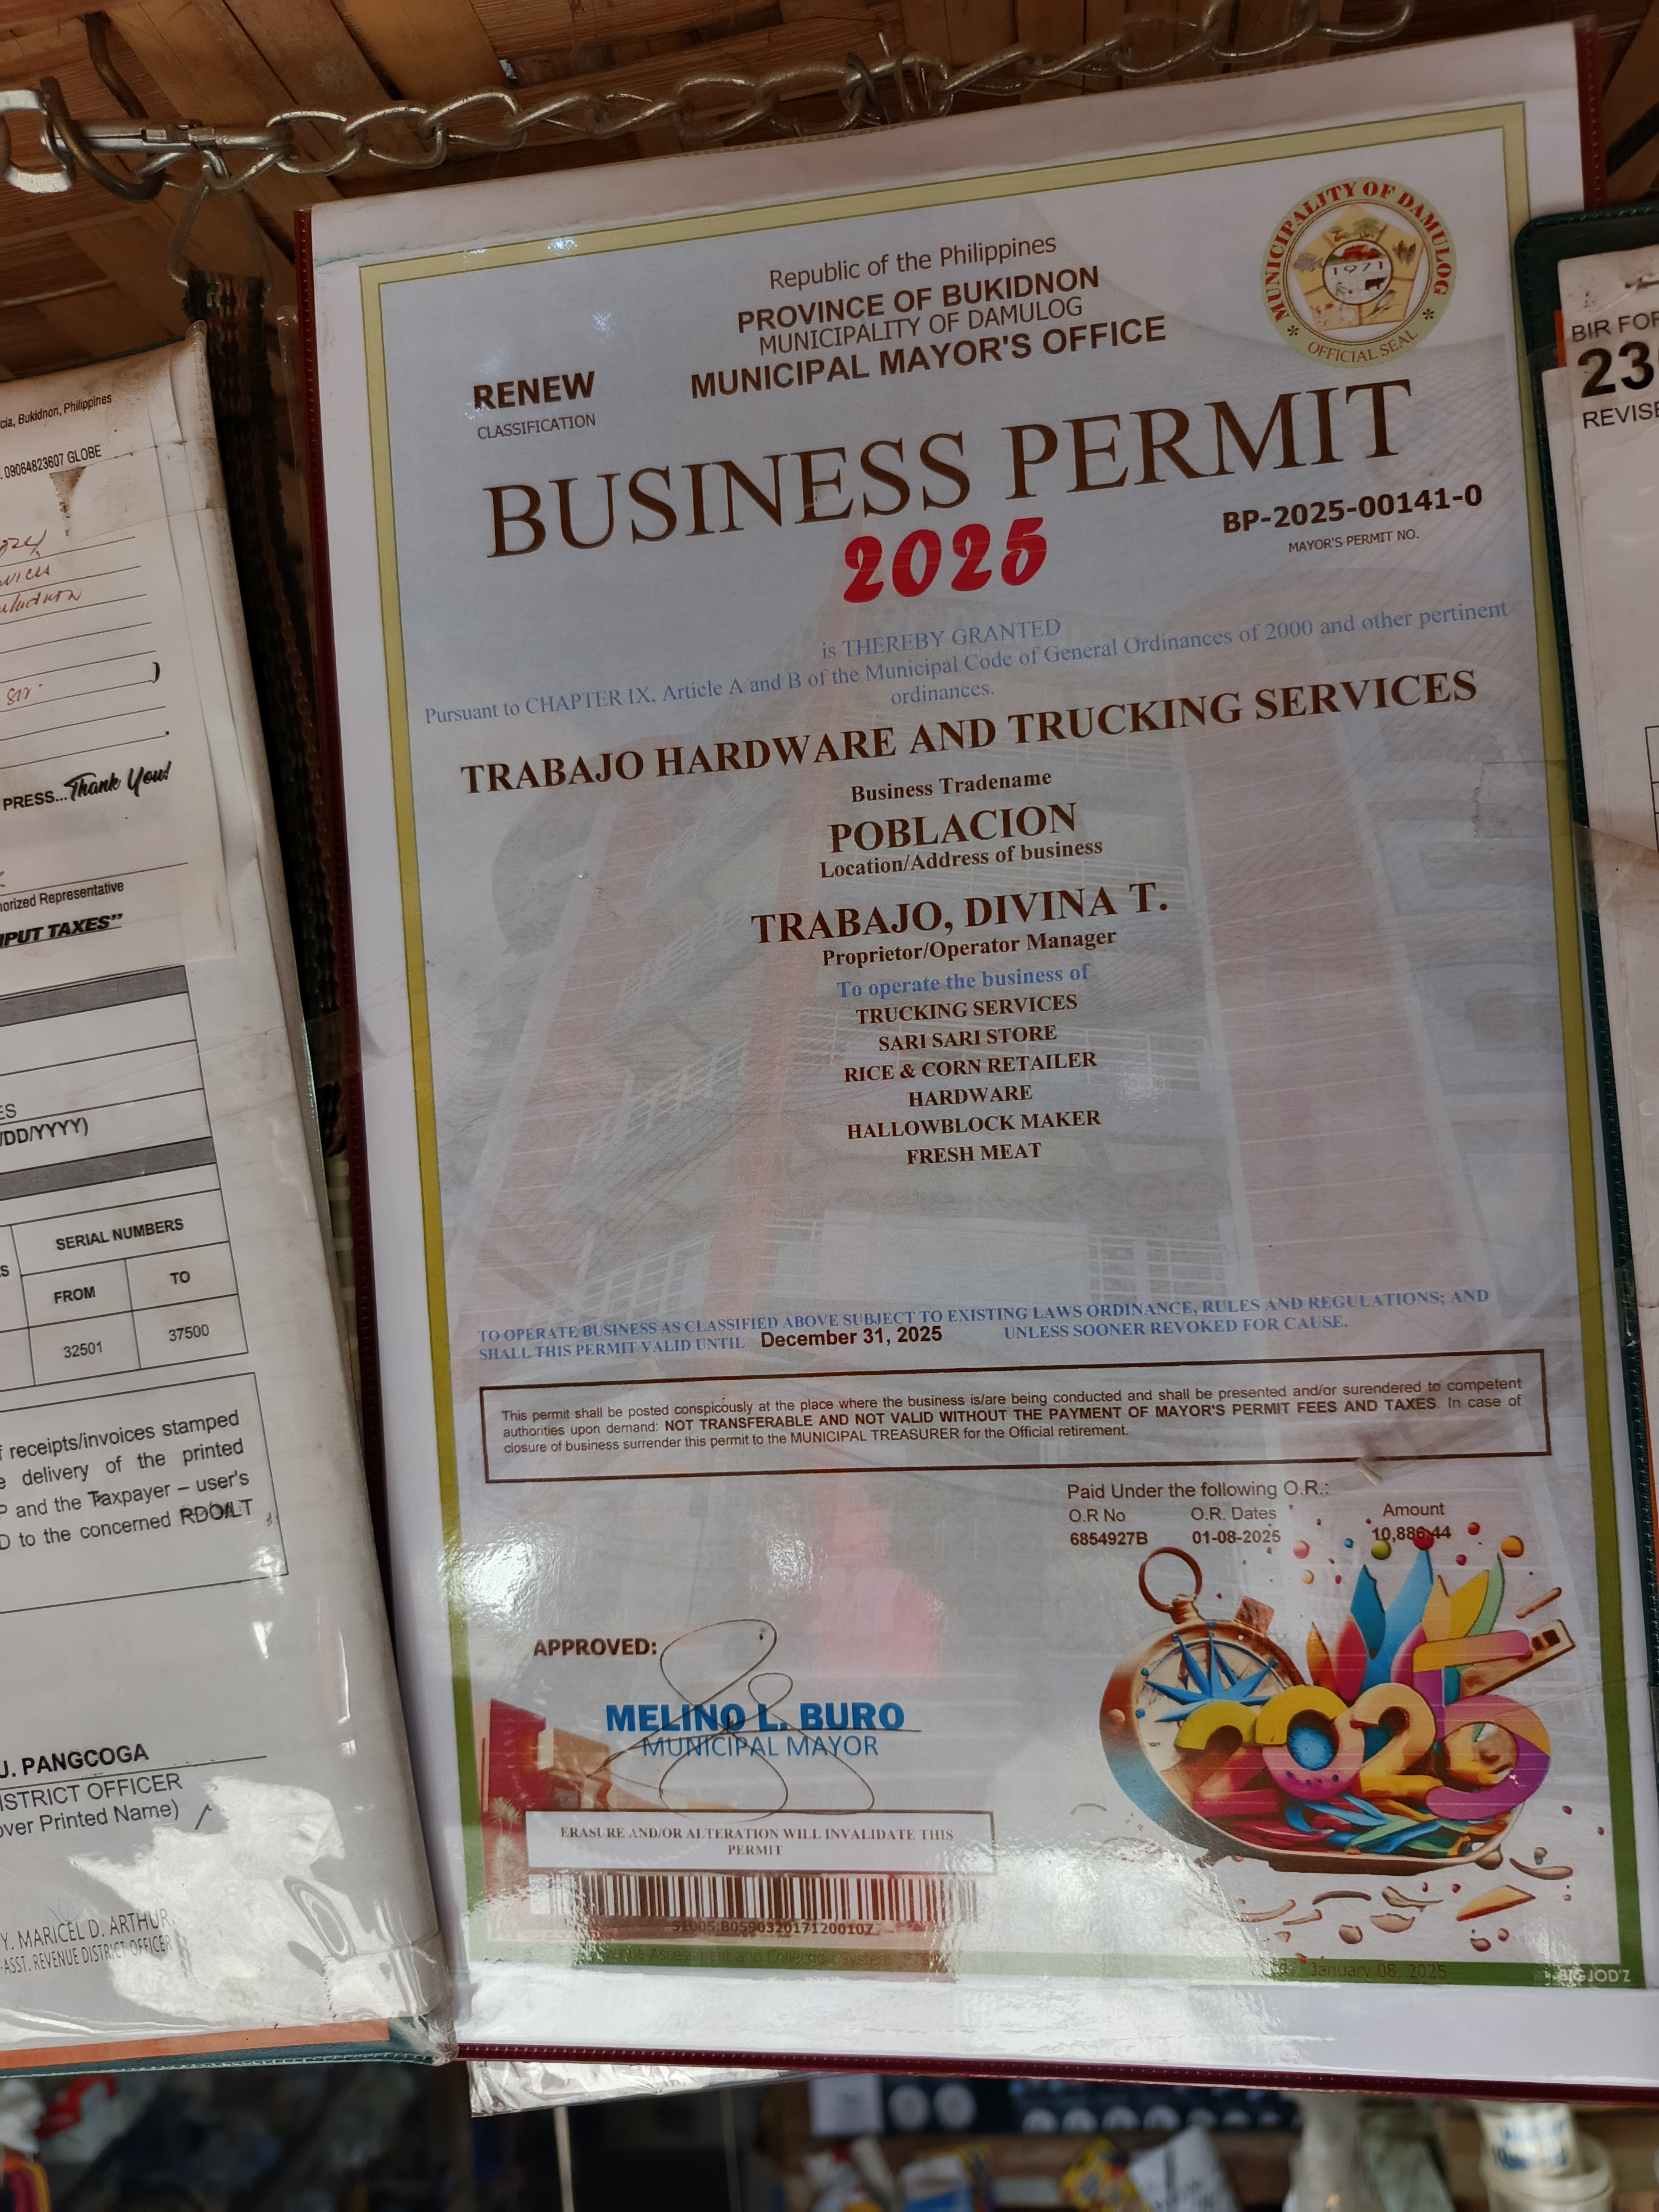 cia, Bukidnon, Philippines
09064823607 GLOBE
PRESS...Thank You!
horized Representative
IPUT TAXES"
ES
/DD/YYYY)
SERIAL NUMBERS
FROM
TO
32501
37500
f receipts/invoices stamped
e delivery of the printed
P and the Taxpayer – user's
D to the concerned RDO/LT
J. PANGCOGA
ISTRICT OFFICER
over Printed Name)
Y. MARICEL D. ARTHUR
-ASST. REVENUE DISTRICT OFFICER
Republic of the Philippines
PROVINCE OF BUKIDNON
MUNICIPALITY OF DAMULOG
MUNICIPAL MAYOR'S OFFICE
MUNICIPALITY OF DAMULOG
1971
OFFICIAL SEAL
RENEW
CLASSIFICATION
BUSINESS PERMIT
2025
BP-2025-00141-0
MAYOR'S PERMIT NO.
is THEREBY GRANTED
Pursuant to CHAPTER IX, Article A and B of the Municipal Code of General Ordinances of 2000 and other pertinent
ordinances.
TRABAJO HARDWARE AND TRUCKING SERVICES
Business Tradename
POBLACION
Location/Address of business
TRABAJO, DIVINA T.
Proprietor/Operator Manager
To operate the business of
TRUCKING SERVICES
SARI SARI STORE
RICE & CORN RETAILER
HARDWARE
HALLOWBLOCK MAKER
FRESH MEAT
TO OPERATE BUSINESS AS CLASSIFIED ABOVE SUBJECT TO EXISTING LAWS ORDINANCE, RULES AND REGULATIONS; AND
SHALL THIS PERMIT VALID UNTIL December 31, 2025 UNLESS SOONER REVOKED FOR CAUSE.
This permit shall be posted conspicously at the place where the business is/are being conducted and shall be presented and/or surendered to competent
authorities upon demand: NOT TRANSFERABLE AND NOT VALID WITHOUT THE PAYMENT OF MAYOR'S PERMIT FEES AND TAXES. In case of
closure of business surrender this permit to the MUNICIPAL TREASURER for the Official retirement.
Paid Under the following O.R.:
O.R No O.R. Dates Amount
6854927B 01-08-2025 10,886.44
APPROVED:
MELINO L. BURO
MUNICIPAL MAYOR
2025
ERASURE AND/OR ALTERATION WILL INVALIDATE THIS
PERMIT
Assessment and Collection System
January 08, 2025
BIGJOD'Z
BIR FOR
23
REVISE